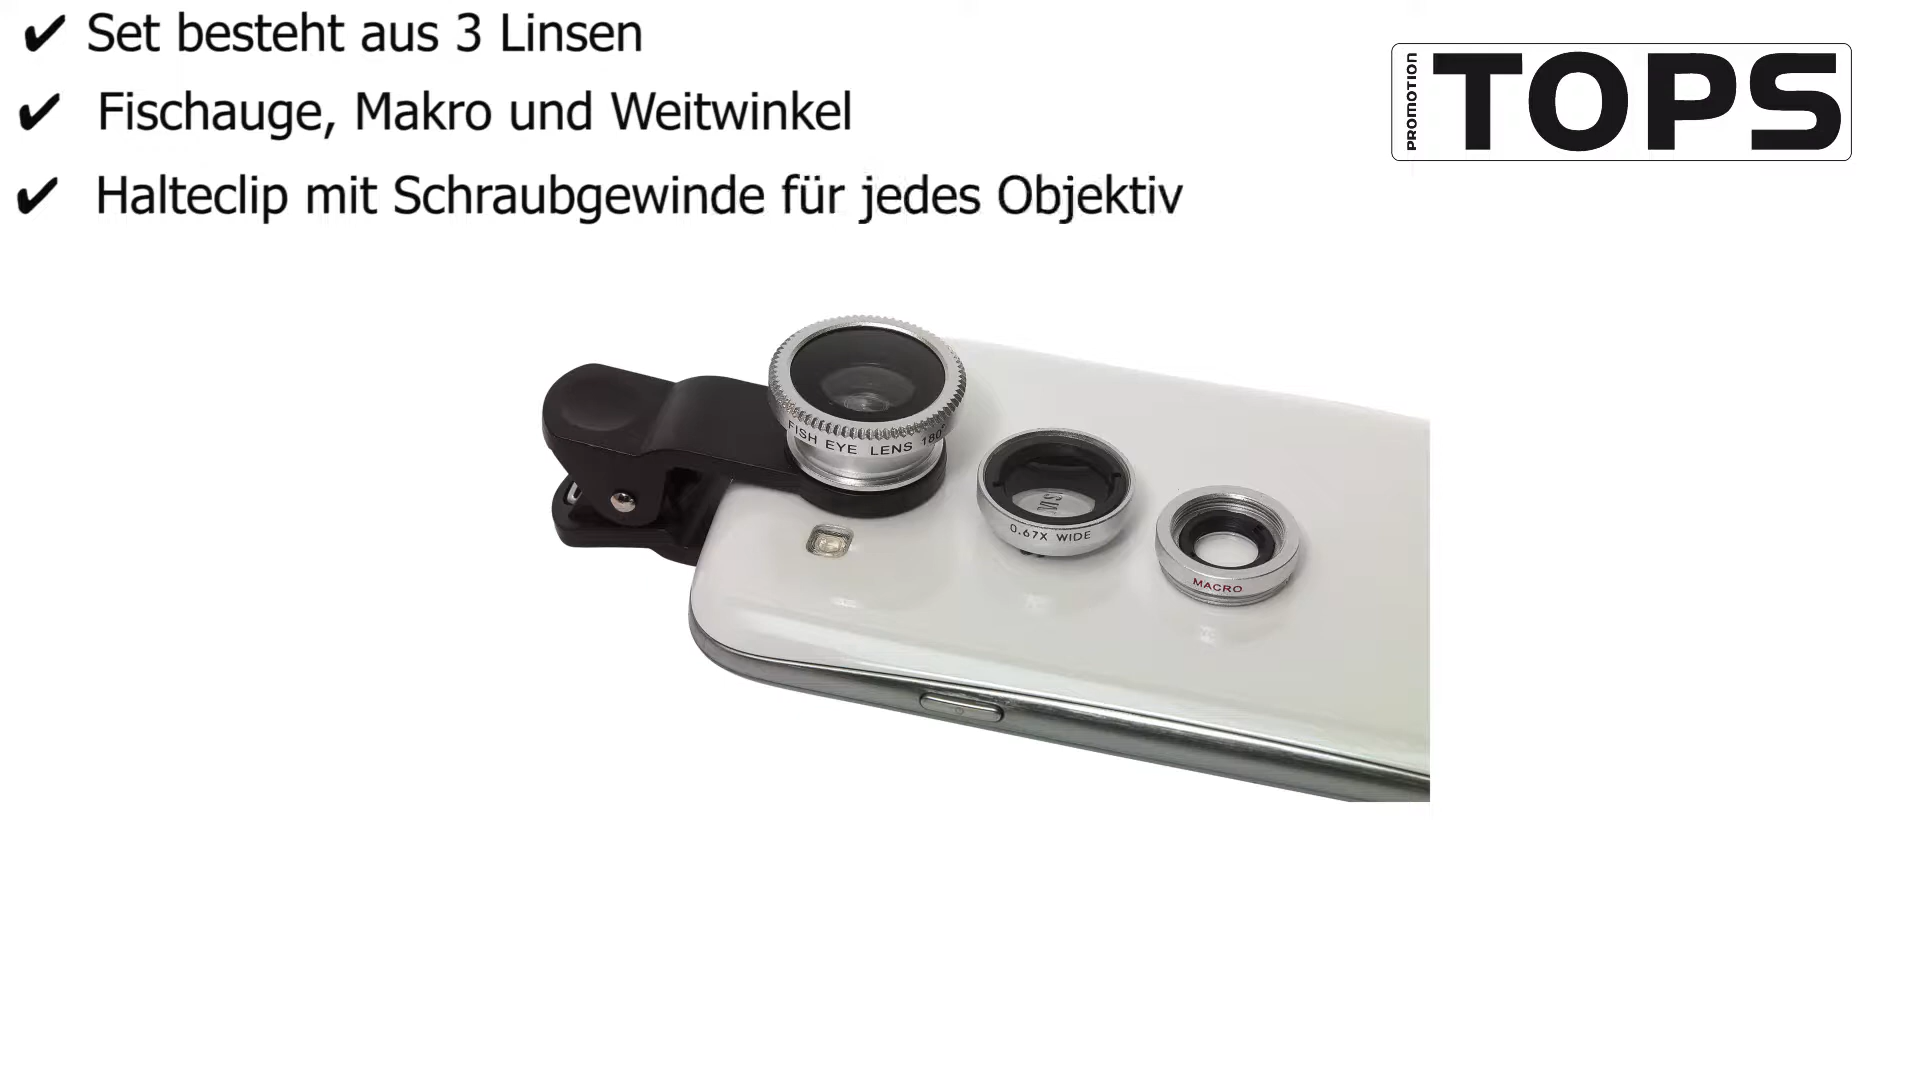 ✔ Set besteht aus 3 Linsen
✔ Fischauge, Makro und Weitwinkel
✔ Halteclip mit Schraubgewinde für jedes Objektiv
PROMOTION
TOPS
FISH EYE LENS 180°
0.67X WIDE
MACRO